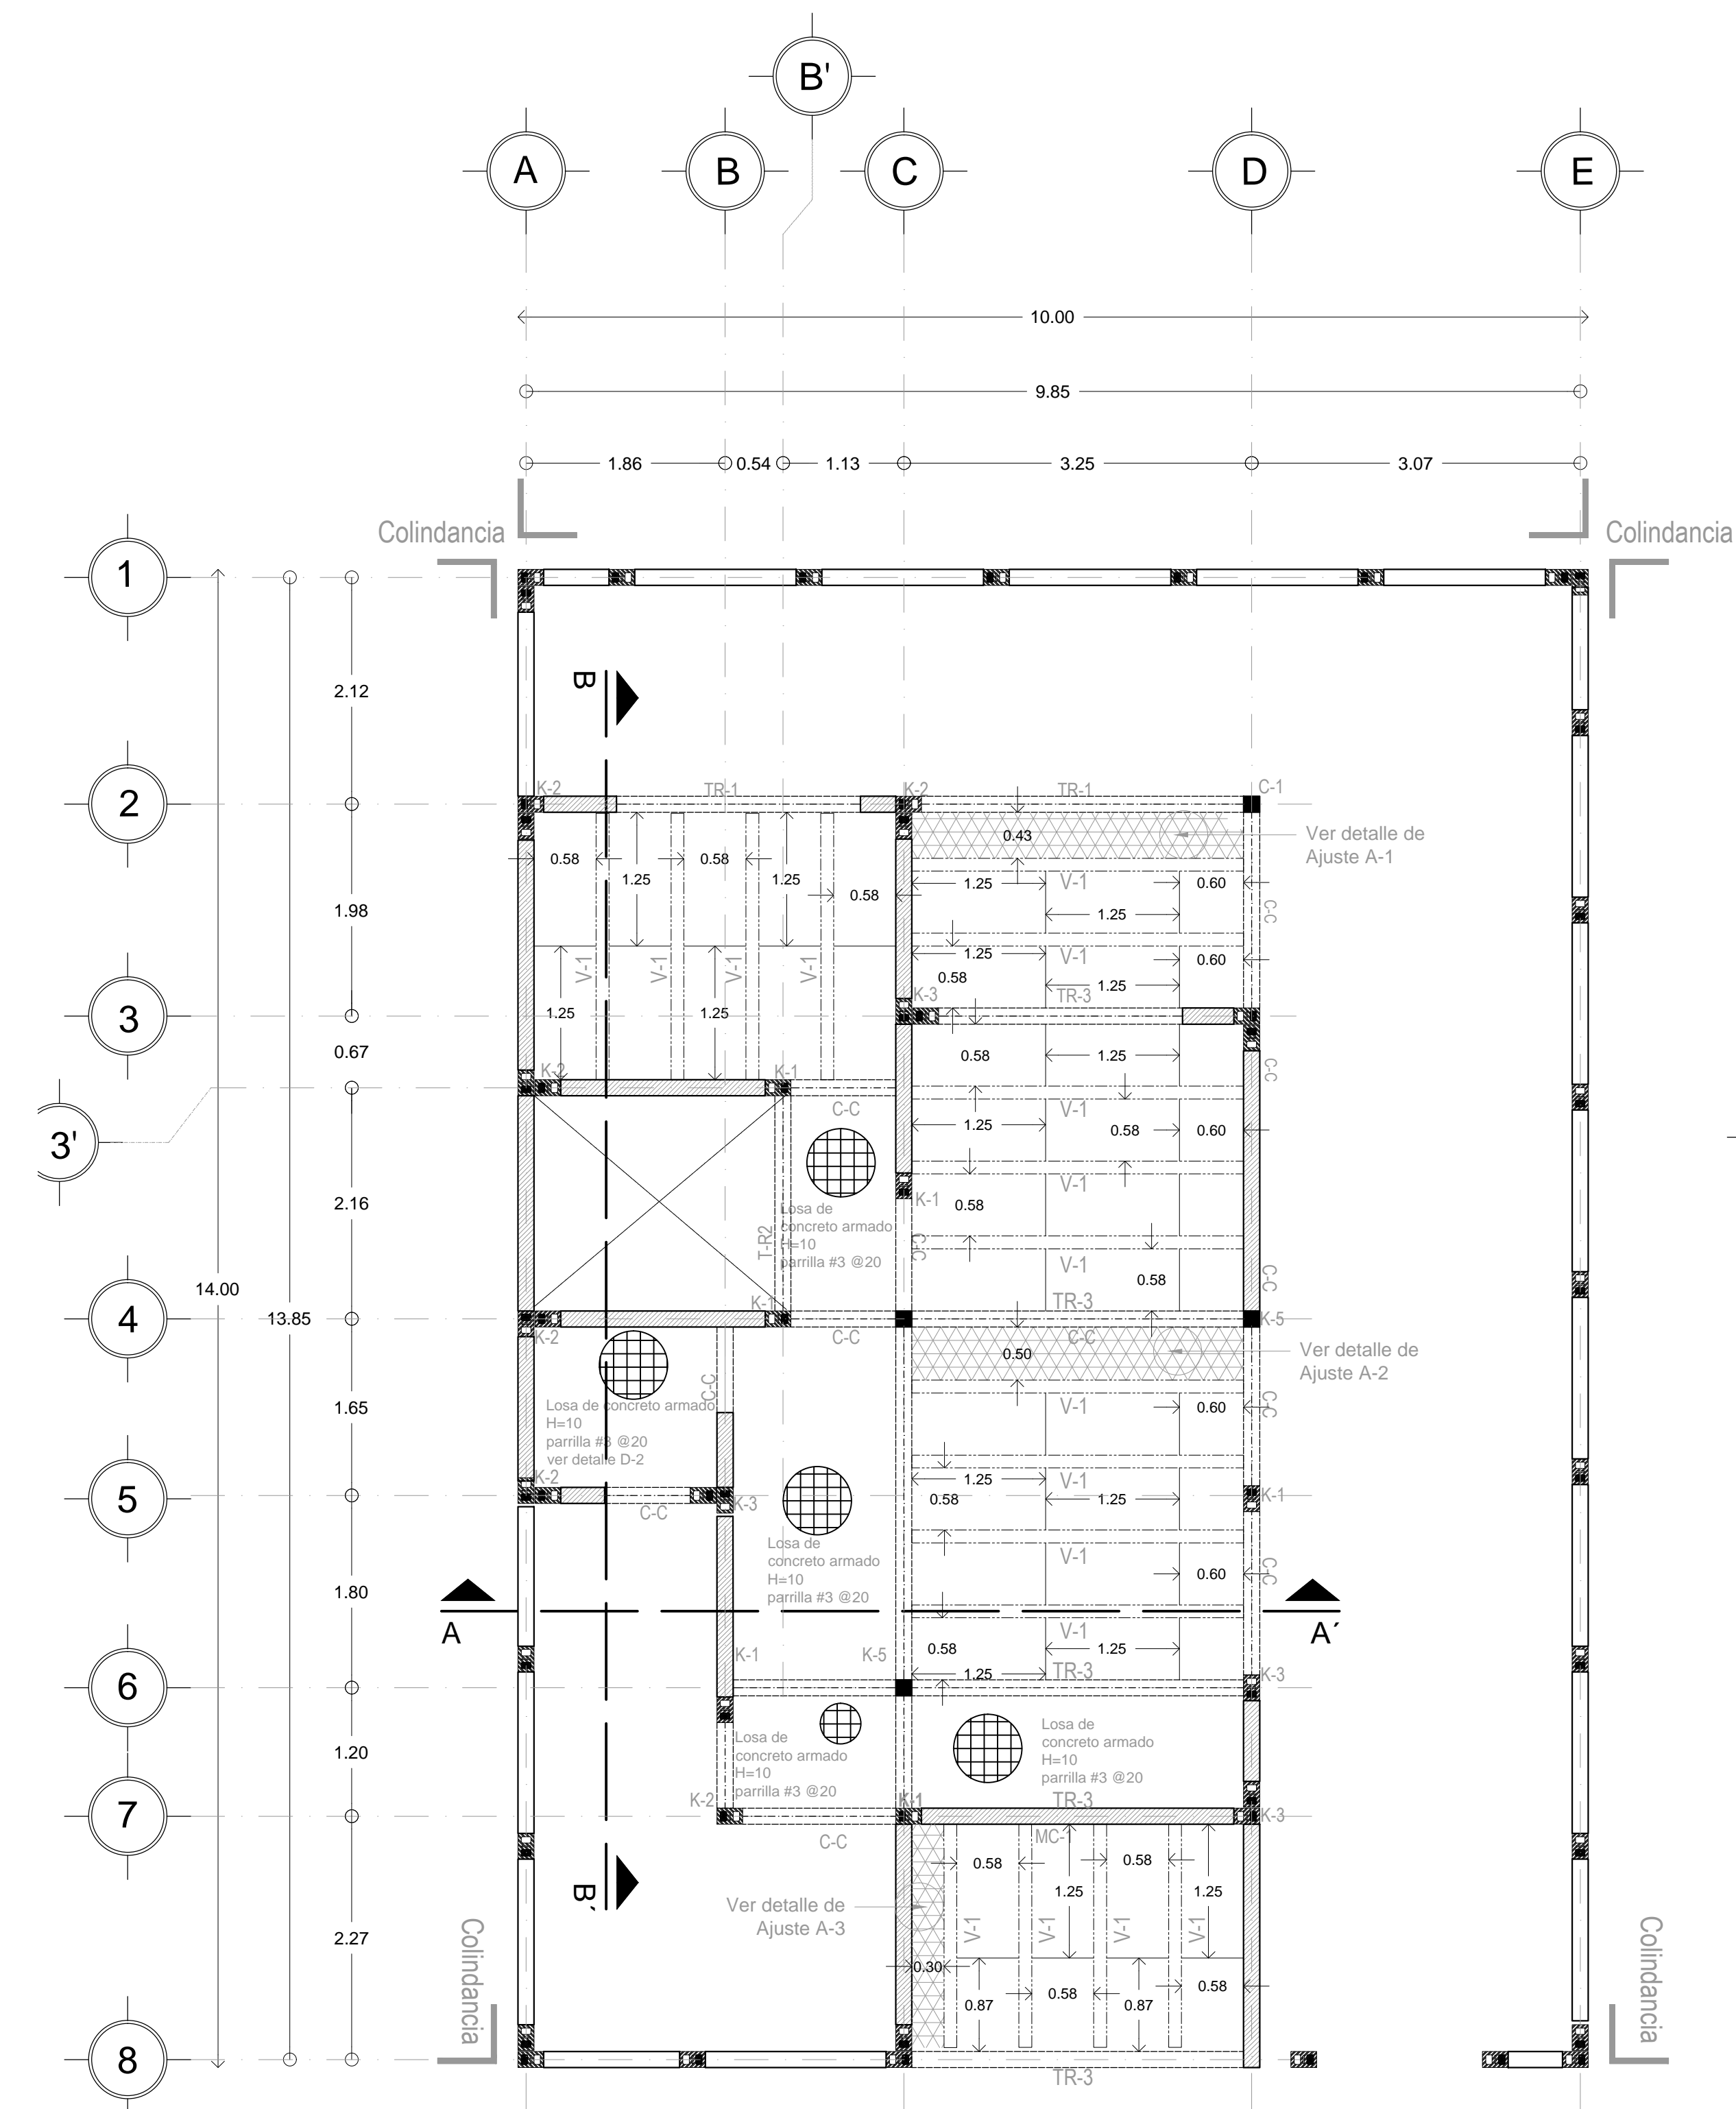 B'
A
B
C
D
E
10.00
9.85
1.86
0.54
1.13
3.25
3.07
Colindancia
Colindancia
1
2.12
B
K-2
TR-1
K-2
TR-1
C-1
2
0.43
Ver detalle de
Ajuste A-1
0.58
0.58
1.25
1.25
0.58
1.25
V-1
0.60
1.98
1.25
C-C
1.25
V-1
0.60
V-1
V-1
V-1
V-1
0.58
1.25
K-3
TR-3
3
1.25
1.25
0.67
0.58
1.25
K-2
K-1
C-C
C-C
V-1
1.25
0.58
0.60
3'
V-1
2.16
K-1
0.58
Losa de
concreto armado
H=10
parrilla #3 @20
T-R2
C-C
V-1
0.58
C-C
14.00
13.85
K-1
TR-3
4
K-5
K-2
C-C
C-C
0.50
Ver detalle de
Ajuste A-2
C-C
1.65
Losa de concreto armado
H=10
parrilla #3 @20
ver detalle D-2
V-1
0.60
C-C
K-2
1.25
V-1
5
K-3
C-C
0.58
1.25
K-1
Losa de
concreto armado
H=10
parrilla #3 @20
V-1
0.60
C-C
1.80
A
A´
V-1
K-1
K-5
0.58
1.25
1.25
TR-3
K-3
6
Losa de
concreto armado
H=10
parrilla #3 @20
Losa de
concreto armado
H=10
parrilla #3 @20
1.20
K-2
K-1
TR-3
K-3
7
C-C
MC-1
0.58
0.58
1.25
1.25
B´
Ver detalle de
Ajuste A-3
V-1
V-1
V-1
V-1
2.27
0.30
0.87
0.58
0.87
0.58
Colindancia
Colindancia
8
TR-3